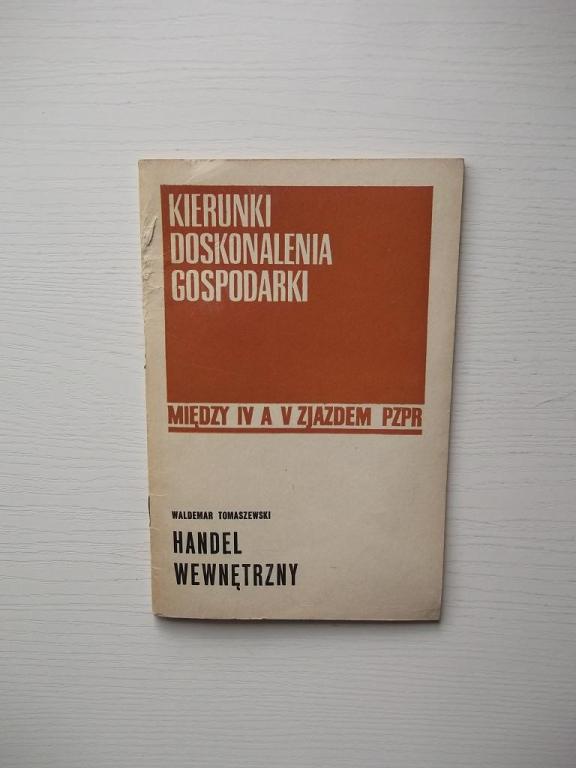 KIERUNKI
DOSKONALENIA
GOSPODARKI
MIĘDZY IV A V ZJAZDEM PZPR
WALDEMAR TOMASZEWSKI
HANDEL
WEWNĘTRZNY